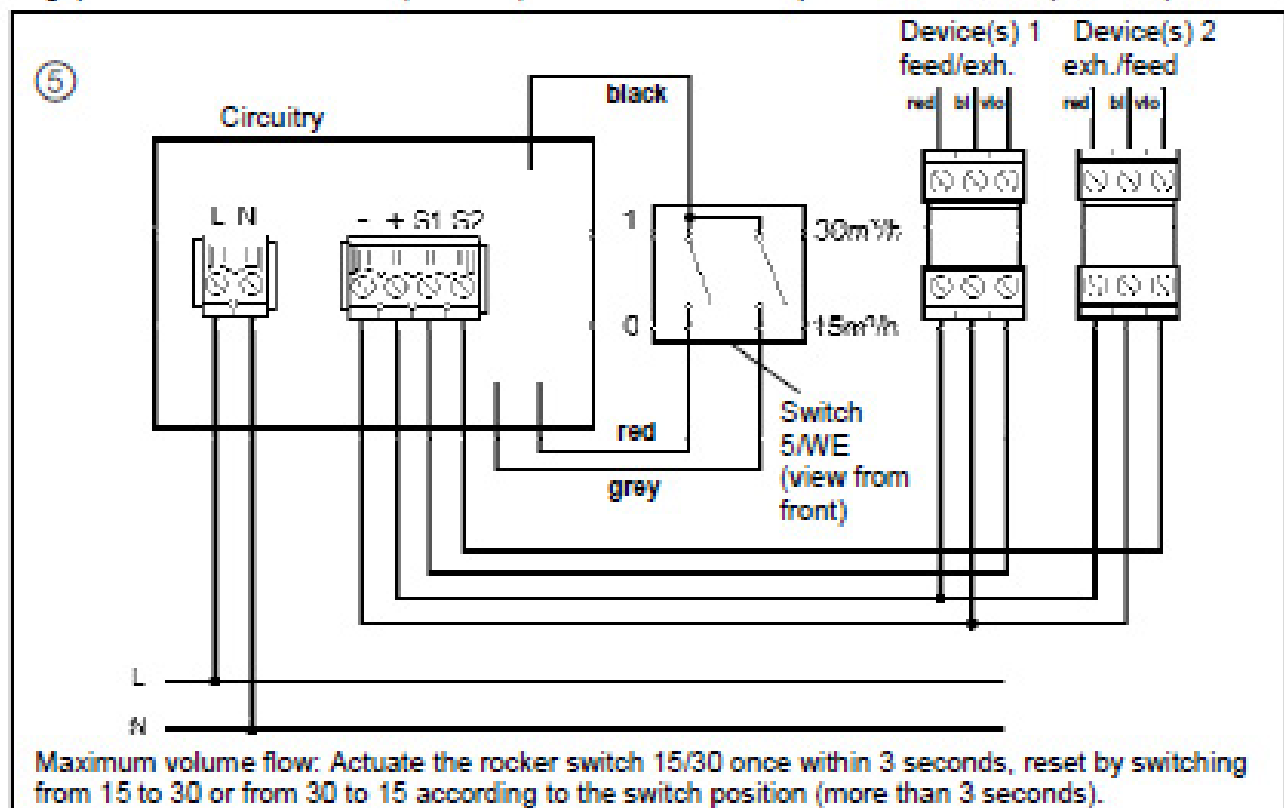 5
Device(s) 1
Device(s) 2
feed/exh.
exh./feed
red bl vio
red bl vio
black
Circuitry
L N
- + S1 S2
1
30m³/h
0
15m³/h
Switch
5/WE
(view from
front)
red
grey
L
N
Maximum volume flow: Actuate the rocker switch 15/30 once within 3 seconds, reset by switching
from 15 to 30 or from 30 to 15 according to the switch position (more than 3 seconds).